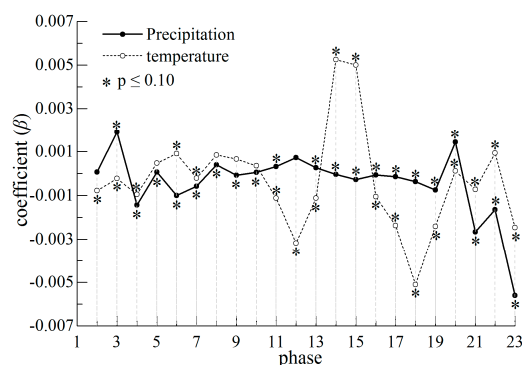 0.007
Precipitation
temperature
* p ≤ 0.10
0.005
0.003
0.001
-0.001
-0.003
-0.005
-0.007
coefficient (β)
1 3 5 7 9 11 13 15 17 19 21 23
phase